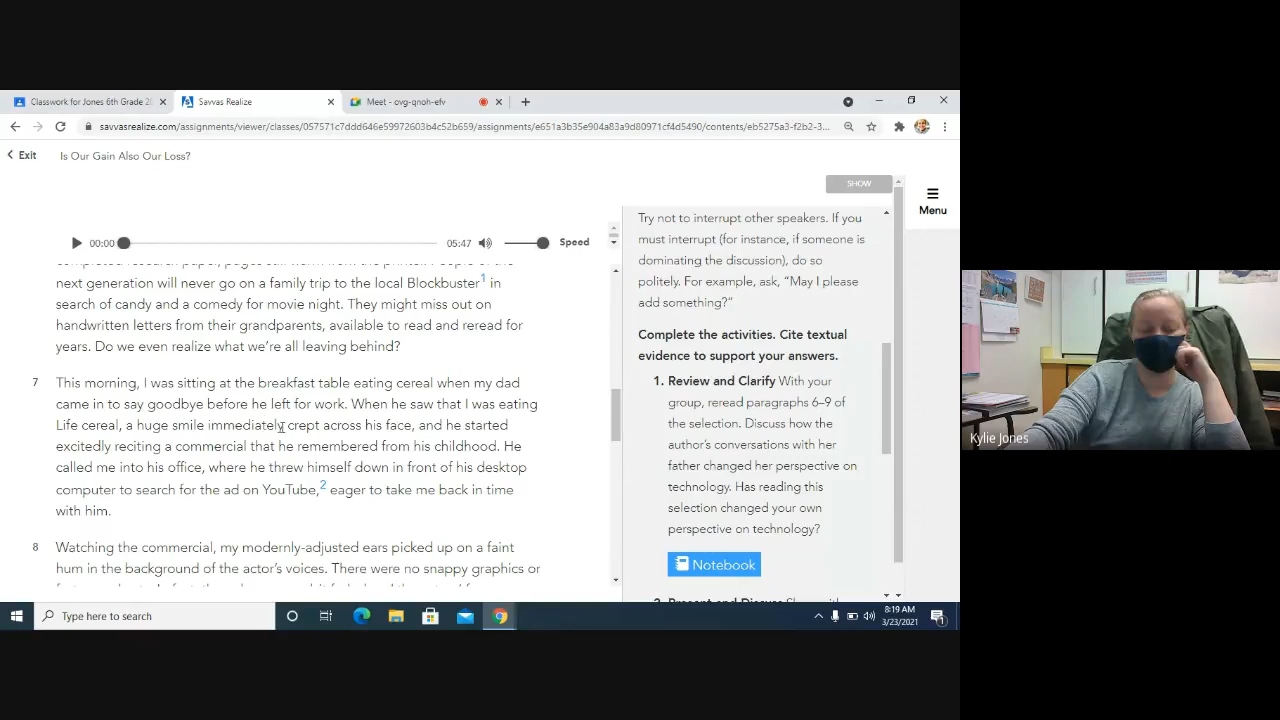 Classwork for Jones 6th Grade 20
Savvas Realize
Meet - ovg-qnoh-efv
savvasrealize.com/assignments/viewer/classes/057571c7ddd646e59972603b4c52b659/assignments/e651a3b35e904a83a9d80971cf4d5490/contents/eb5275a3-f2b2-3...
Exit
Is Our Gain Also Our Loss?
SHOW
Menu
00:00
05:47
Speed
next generation will never go on a family trip to the local Blockbuster1 in
search of candy and a comedy for movie night. They might miss out on
handwritten letters from their grandparents, available to read and reread for
years. Do we even realize what we're all leaving behind?
7 This morning, I was sitting at the breakfast table eating cereal when my dad
came in to say goodbye before he left for work. When he saw that I was eating
Life cereal, a huge smile immediately crept across his face, and he started
excitedly reciting a commercial that he remembered from his childhood. He
called me into his office, where he threw himself down in front of his desktop
computer to search for the ad on YouTube,2 eager to take me back in time
with him.
8 Watching the commercial, my modernly-adjusted ears picked up on a faint
hum in the background of the actor's voices. There were no snappy graphics or
Try not to interrupt other speakers. If you
must interrupt (for instance, if someone is
dominating the discussion), do so
politely. For example, ask, "May I please
add something?"
Complete the activities. Cite textual
evidence to support your answers.
1. Review and Clarify With your
group, reread paragraphs 6–9 of
the selection. Discuss how the
author's conversations with her
father changed her perspective on
technology. Has reading this
selection changed your own
perspective on technology?
Notebook
Kylie Jones
Type here to search
8:19 AM
3/23/2021
1